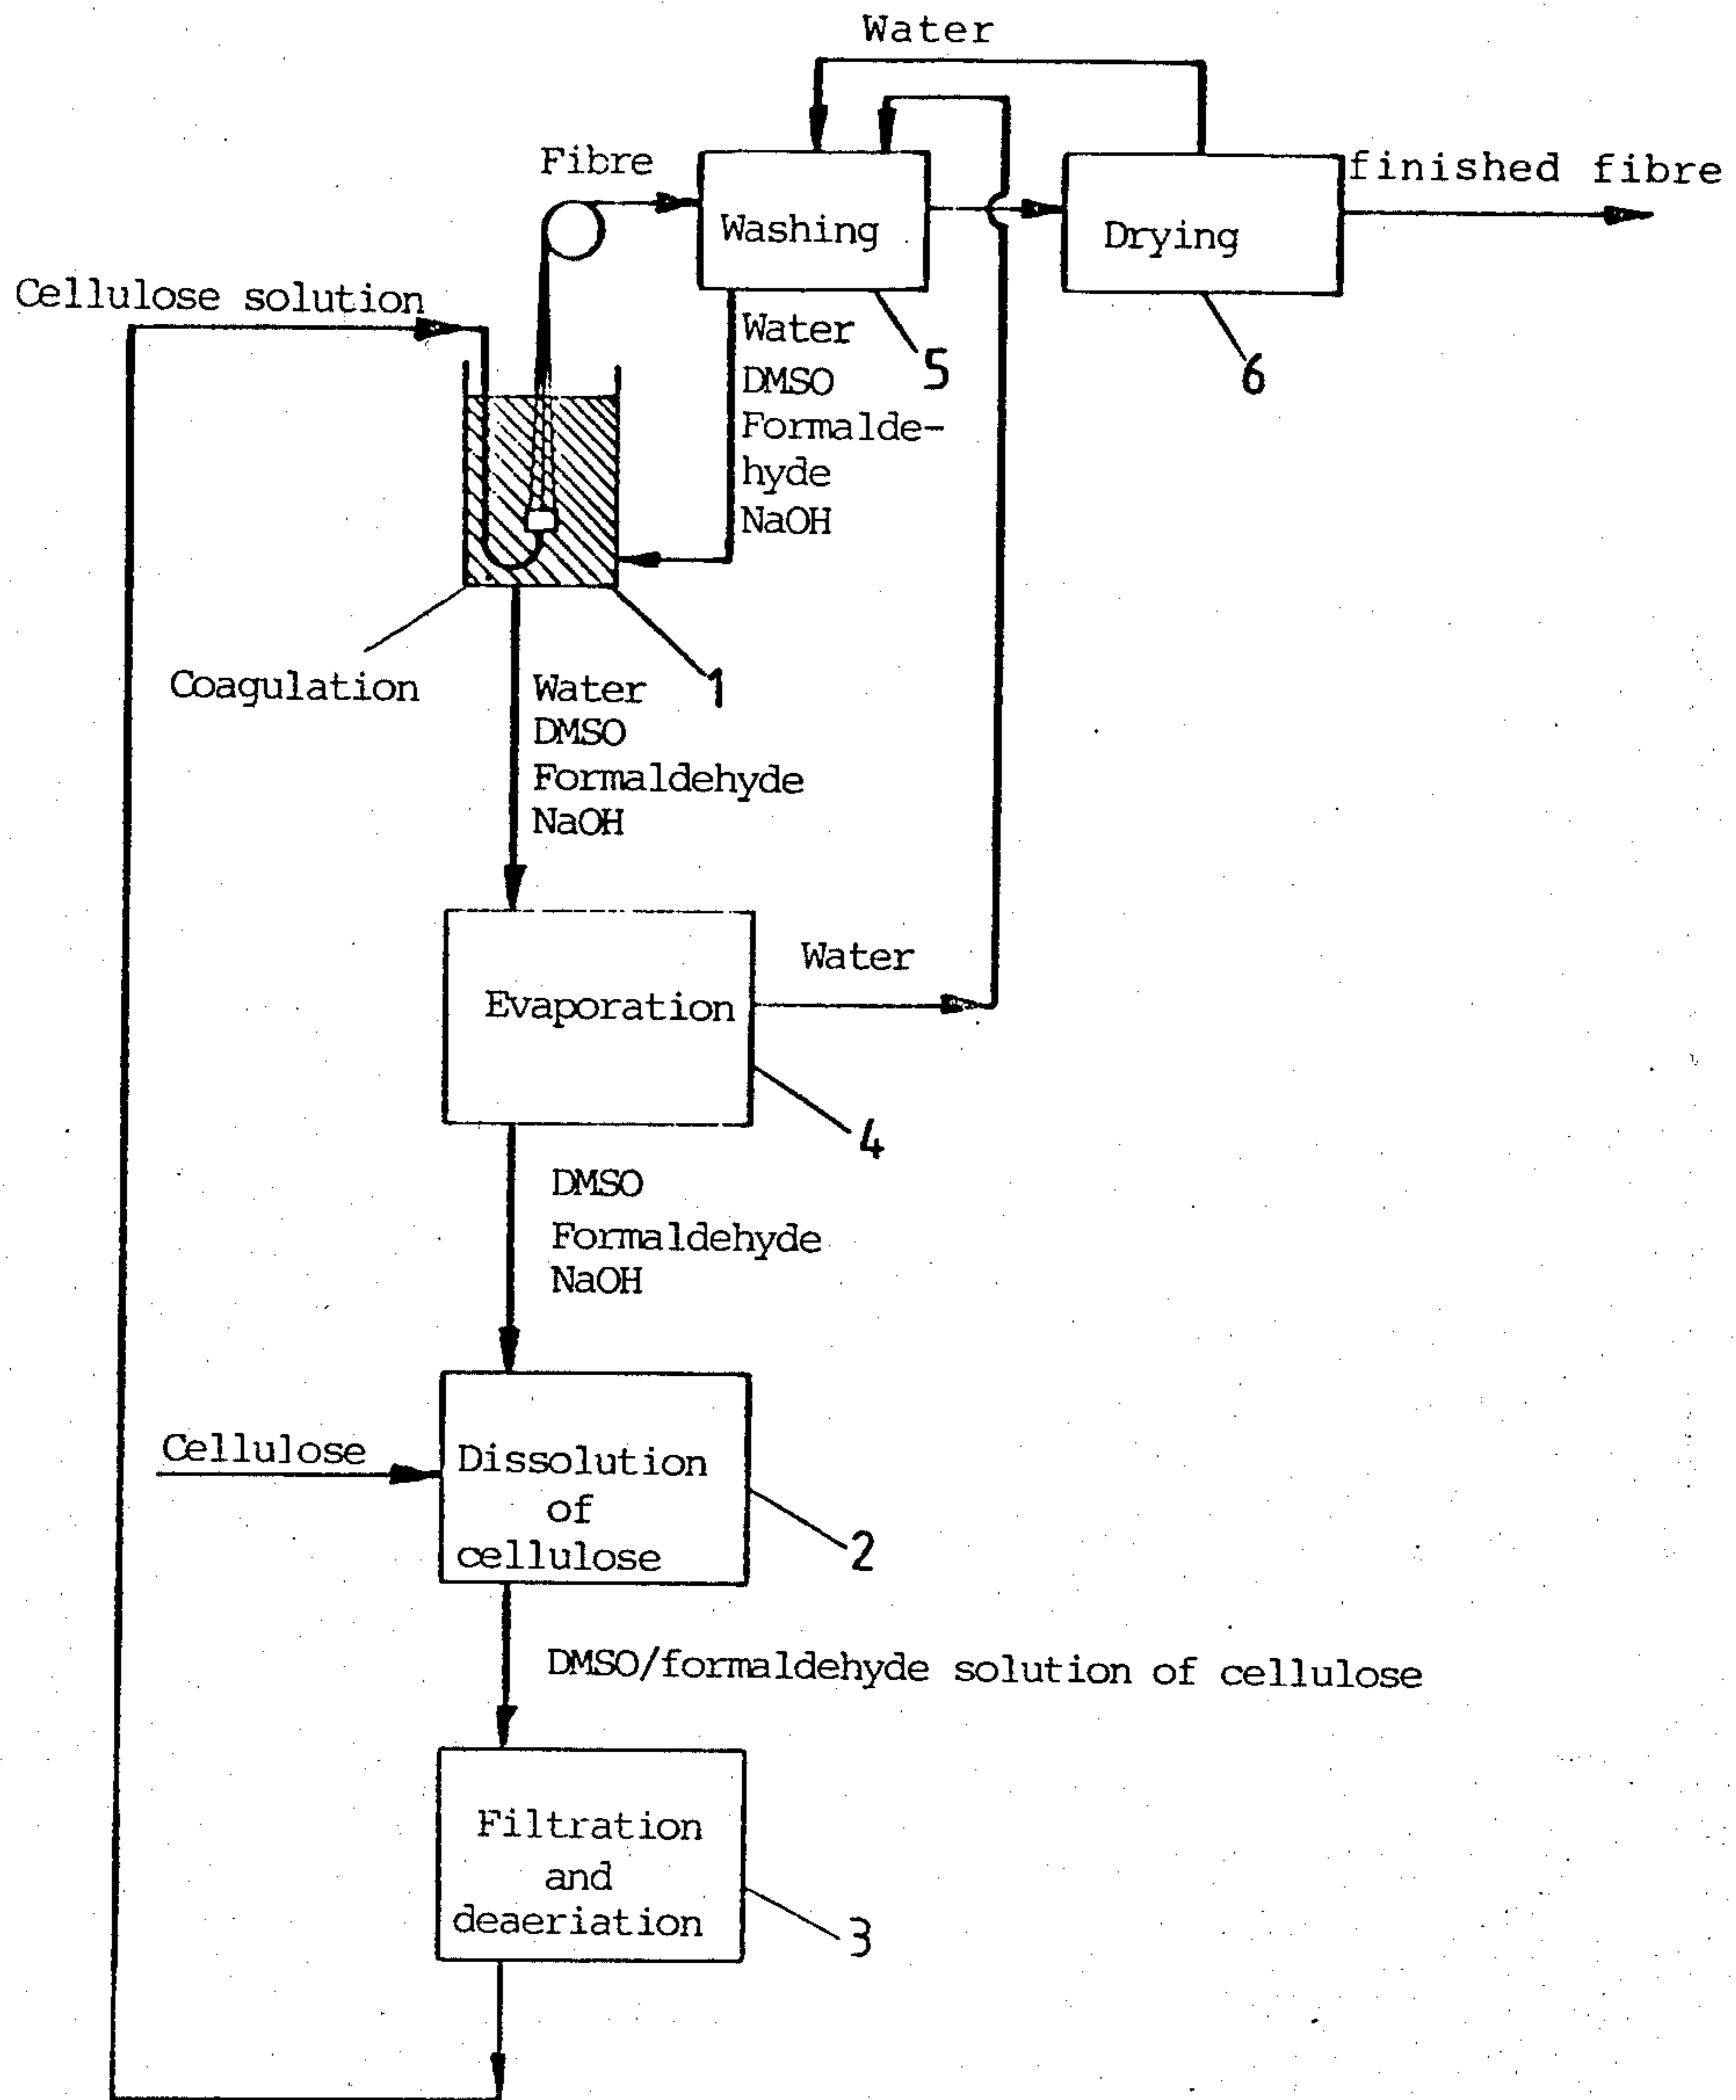 Water
Fibre
finished fibre
Washing
Drying
Cellulose solution
Water
DMSO
Formalde-
hyde
NaOH
5
6
Coagulation
1
Water
DMSO
Formaldehyde
NaOH
Water
Evaporation
4
DMSO
Formaldehyde
NaOH
Cellulose
Dissolution
of
cellulose
2
DMSO/formaldehyde solution of cellulose
Filtration
and
deaeriation
3